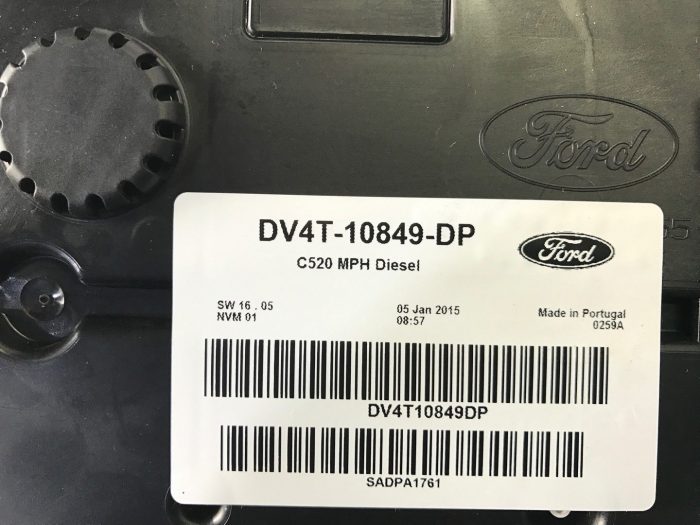 Ford
55
DV4T-10849-DP
Ford
C520 MPH Diesel
SW 16 . 05
NVM 01
05 Jan 2015
08:57
Made in Portugal
0259A
DV4T10849DP
SADPA1761